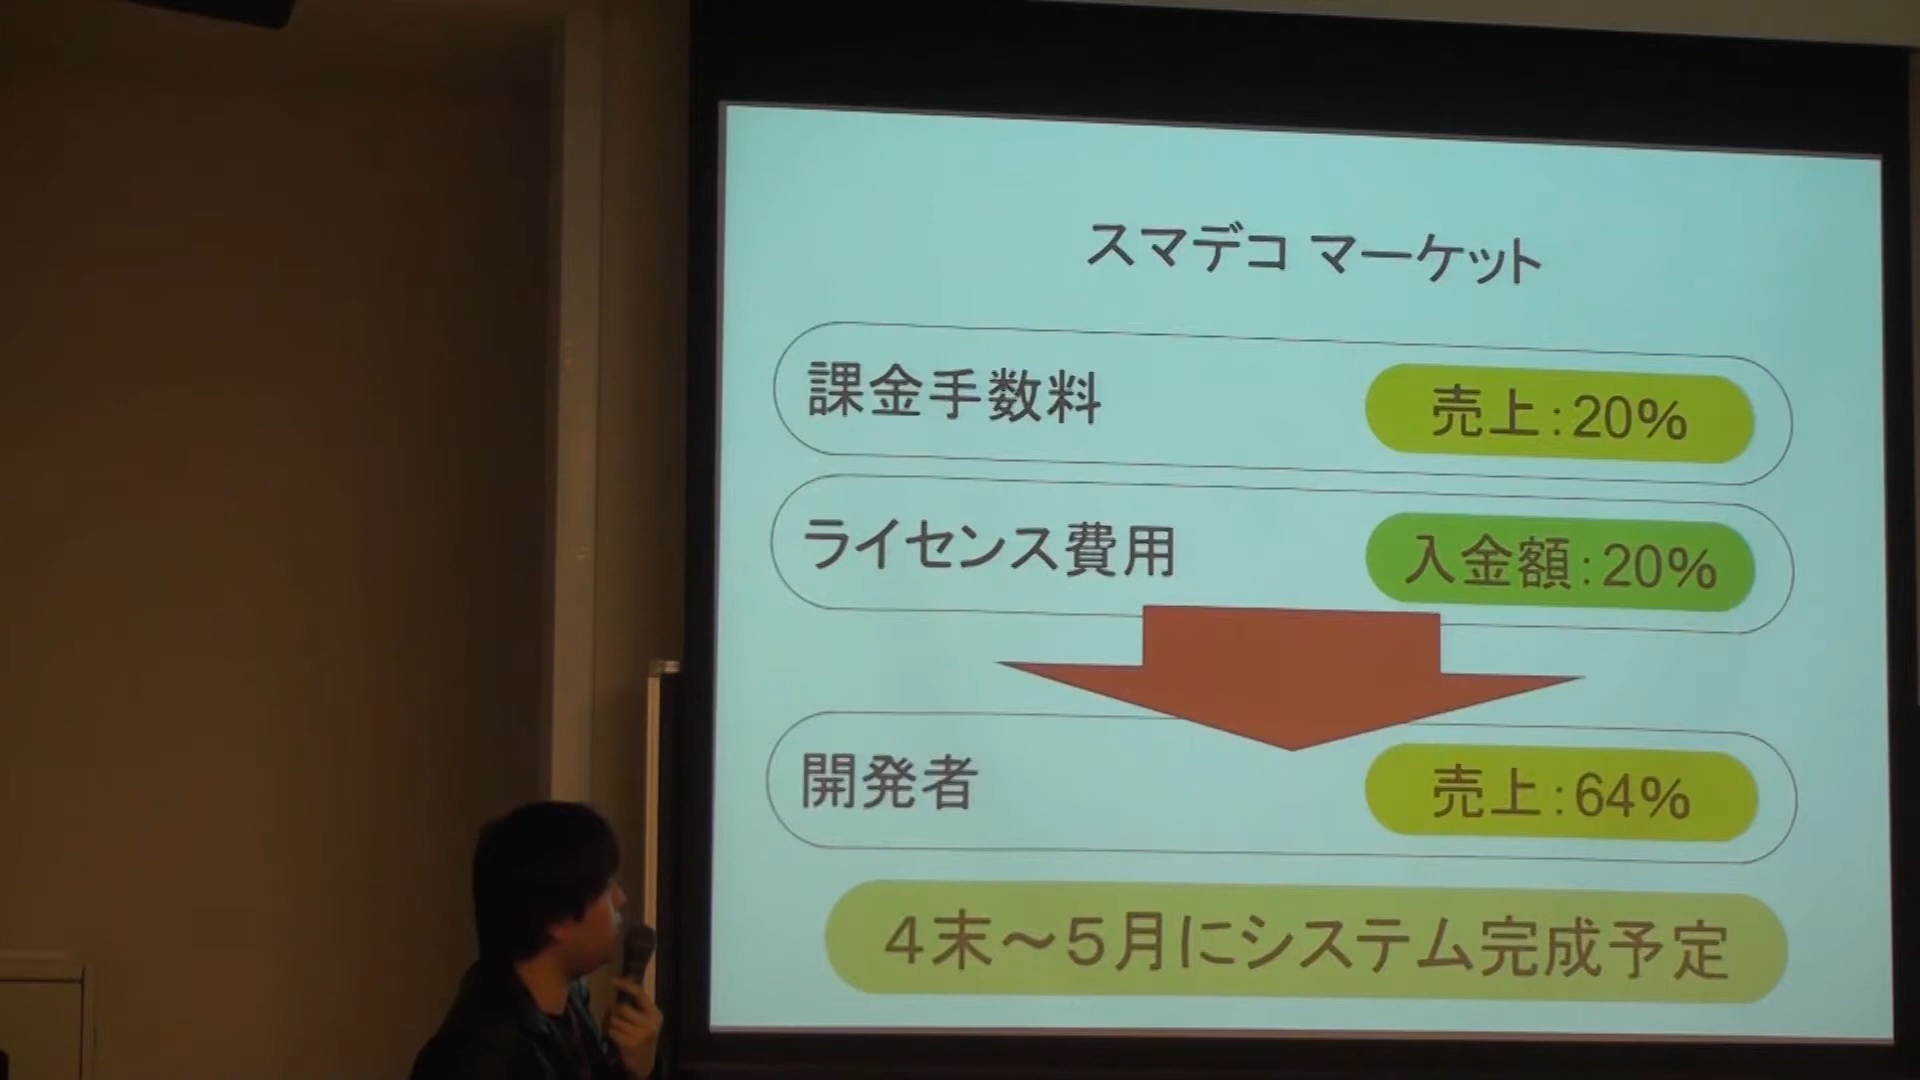 スマデコ マーケット
課金手数料 売上:20%
ライセンス費用 入金額:20%
開発者 売上:64%
4末～5月にシステム完成予定